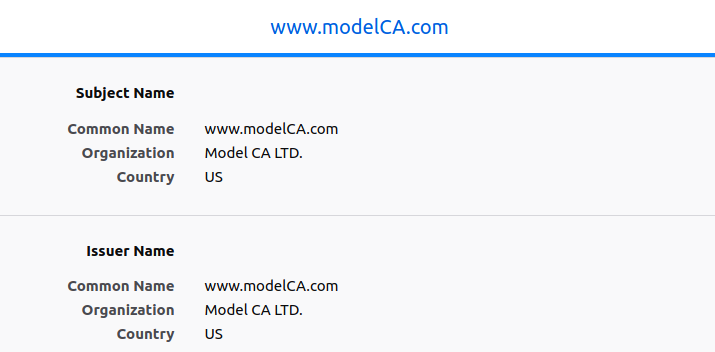 www.modelCA.com
Subject Name
Common Name www.modelCA.com
Organization Model CA LTD.
Country US
Issuer Name
Common Name www.modelCA.com
Organization Model CA LTD.
Country US